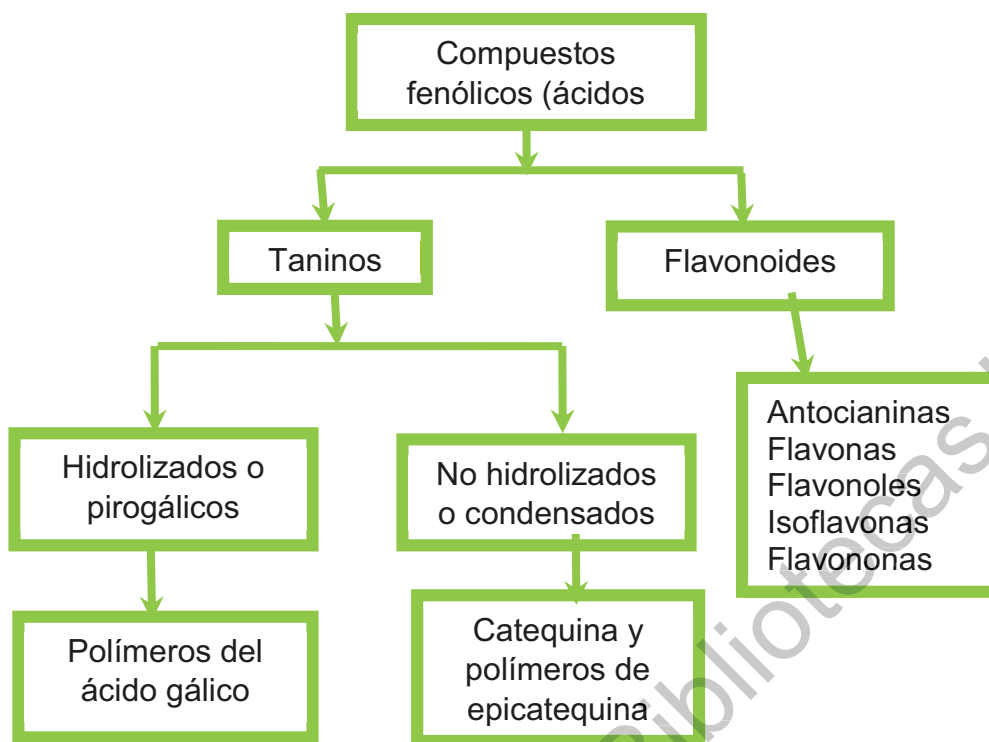 Compuestos
fenólicos (ácidos
Taninos
Flavonoides
Hidrolizados o
pirogálicos
No hidrolizados
o condensados
Antocianinas
Flavonas
Flavonoles
Isoflavonas
Flavononas
Polímeros del
ácido gálico
Catequina y
polímeros de
epicatequina
Bibliotecas